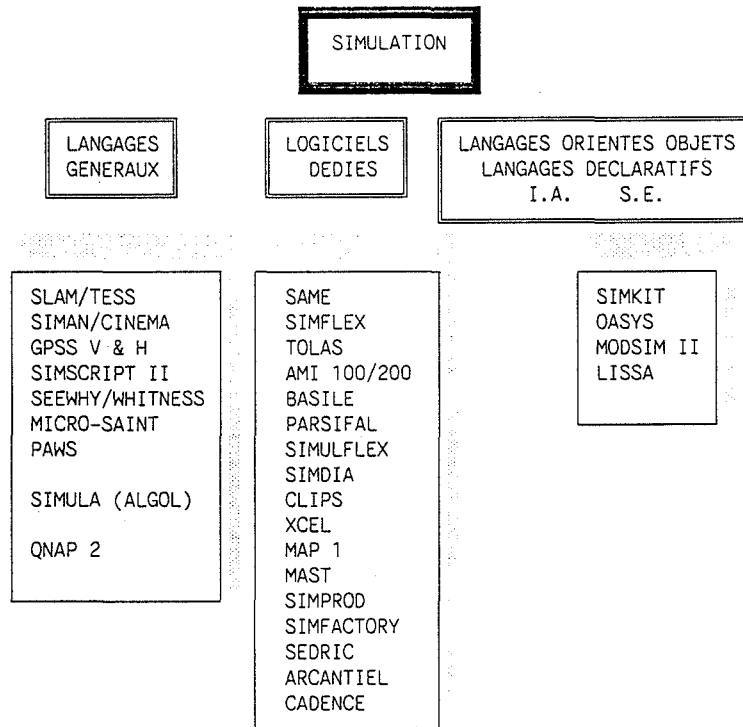 SIMULATION
LANGAGES
GENERAUX
LOGICIELS
DEDIES
LANGAGES ORIENTES OBJETS
LANGAGES DECLARATIFS
I.A. S.E.
SLAM/TESS
SIMAN/CINEMA
GPSS V & H
SIMSCRIPT II
SEEWHY/WHITNESS
MICRO-SAINT
PAWS
SIMULA (ALGOL)
QNAP 2
SAME
SIMFLEX
TOLAS
AMI 100/200
BASILE
PARSIFAL
SIMULFLEX
SIMDIA
CLIPS
XCEL
MAP 1
MAST
SIMPROD
SIMFACTORY
SEDRIC
ARCANTIEL
CADENCE
SIMKIT
OASYS
MODSIM II
LISSA